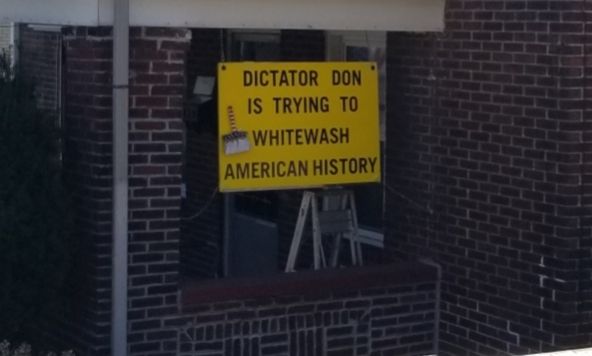 DICTATOR DON
IS TRYING TO
WHITEWASH
AMERICAN HISTORY